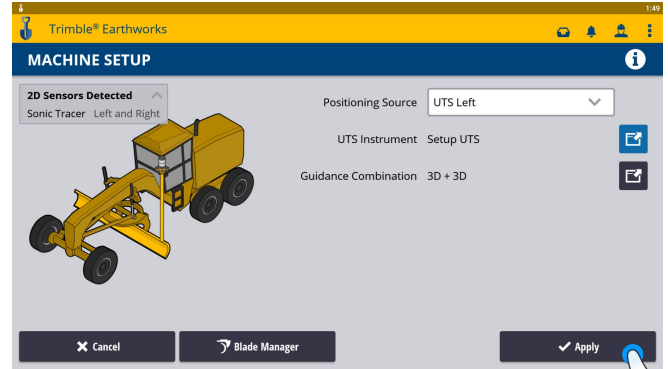 1:49
Trimble® Earthworks
MACHINE SETUP
2D Sensors Detected
Sonic Tracer Left and Right
Positioning Source UTS Left
UTS Instrument Setup UTS
Guidance Combination 3D + 3D
Cancel Blade Manager Apply